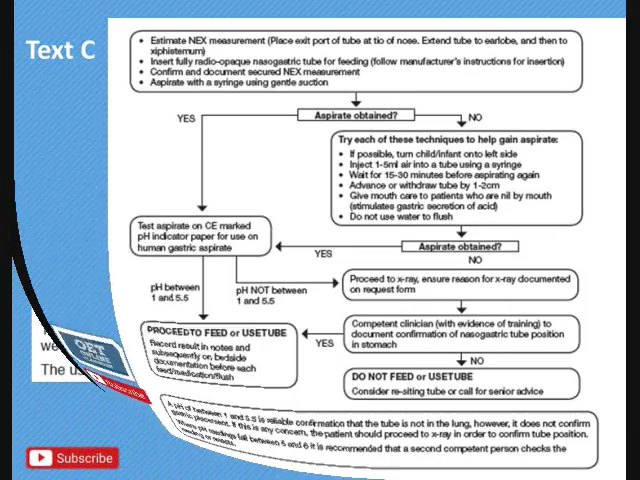 Text C
• Estimate NEX measurement (Place exit port of tube at tip of nose. Extend tube to earlobe, and then to
xiphisternum)
• Insert fully radio-opaque nasogastric tube for feeding (follow manufacturer's instructions for insertion)
• Confirm and document secured NEX measurement
• Aspirate with a syringe using gentle suction
Aspirate obtained?
YES
NO
Try each of these techniques to help gain aspirate:
• If possible, turn child/infant onto left side
• Inject 1-5ml air into a tube using a syringe
• Wait for 15-30 minutes before aspirating again
• Advance or withdraw tube by 1-2cm
• Give mouth care to patients who are nil by mouth
(stimulates gastric secretion of acid)
• Do not use water to flush
Test aspirate on CE marked
pH indicator paper for use on
human gastric aspirate
YES
Aspirate obtained?
NO
pH between
1 and 5.5
pH NOT between
1 and 5.5
Proceed to x-ray, ensure reason for x-ray documented
on request form
PROCEED TO FEED or USE TUBE
Record result in notes and
subsequently on bedside
documentation before each
feed/medication/flush
YES
Competent clinician (with evidence of training) to
document confirmation of nasogastric tube position
in stomach
NO
DO NOT FEED or USE TUBE
Consider re-siting tube or call for senior advice
A pH of between 1 and 5.5 is reliable confirmation that the tube is not in the lung, however, it does not confirm
gastric placement. If this is any concern, the patient should proceed to x-ray in order to confirm tube position.
Where pH readings fall between 5 and 6 it is recommended that a second competent person checks the
reading or retests.
we
The us
OET
ONLINE
Subscribe
Subscribe